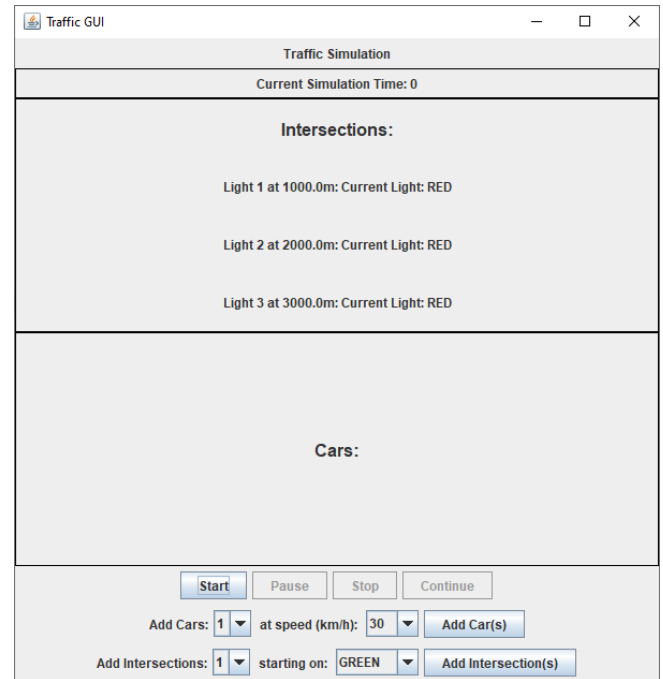 Traffic GUI
Traffic Simulation
Current Simulation Time: 0
Intersections:
Light 1 at 1000.0m: Current Light: RED
Light 2 at 2000.0m: Current Light: RED
Light 3 at 3000.0m: Current Light: RED
Cars:
Start Pause Stop Continue
Add Cars: 1 at speed (km/h): 30 Add Car(s)
Add Intersections: 1 starting on: GREEN Add Intersection(s)